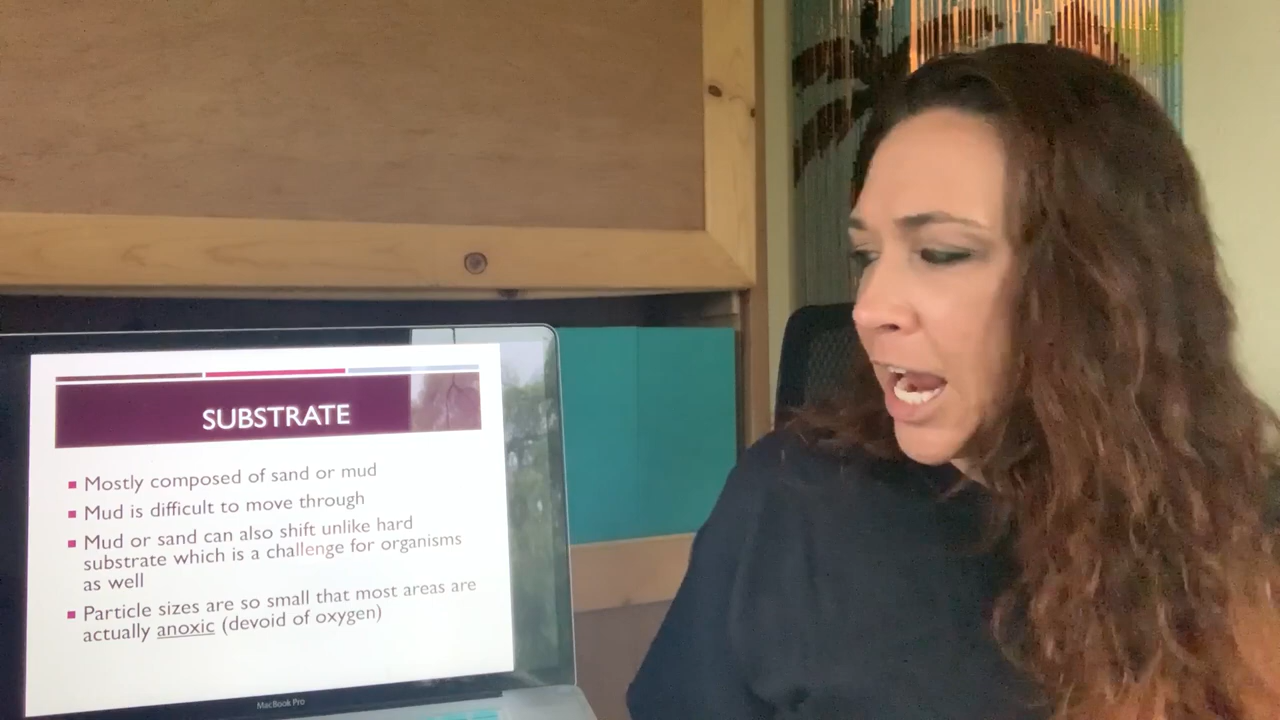 SUBSTRATE
Mostly composed of sand or mud
Mud is difficult to move through
Mud or sand can also shift unlike hard
substrate which is a challenge for organisms
as well
Particle sizes are so small that most areas are
actually anoxic (devoid of oxygen)
MacBook Pro